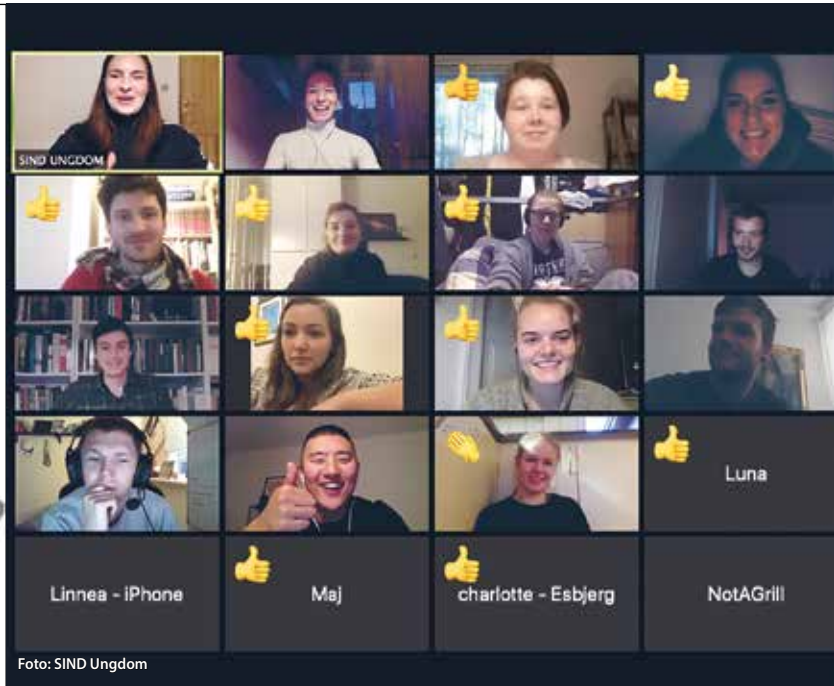 SIND UNGDOM
Luna
Linnea - iPhone
Maj
charlotte - Esbjerg
NotAGrill
Foto: SIND Ungdom